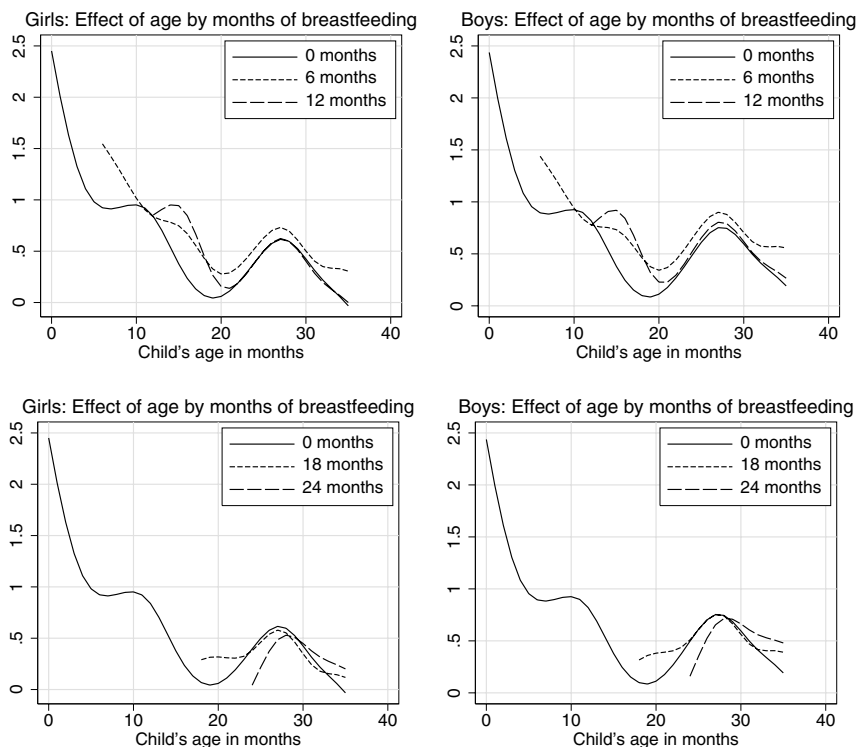 Girls: Effect of age by months of breastfeeding
2.5
2
1.5
1
.5
0
0 months
6 months
12 months
0 10 20 30 40
Child's age in months
Boys: Effect of age by months of breastfeeding
2.5
2
1.5
1
.5
0
0 months
6 months
12 months
0 10 20 30 40
Child's age in months
Girls: Effect of age by months of breastfeeding
2.5
2
1.5
1
.5
0
0 months
18 months
24 months
0 10 20 30 40
Child's age in months
Boys: Effect of age by months of breastfeeding
2.5
2
1.5
1
.5
0
0 months
18 months
24 months
0 10 20 30 40
Child's age in months